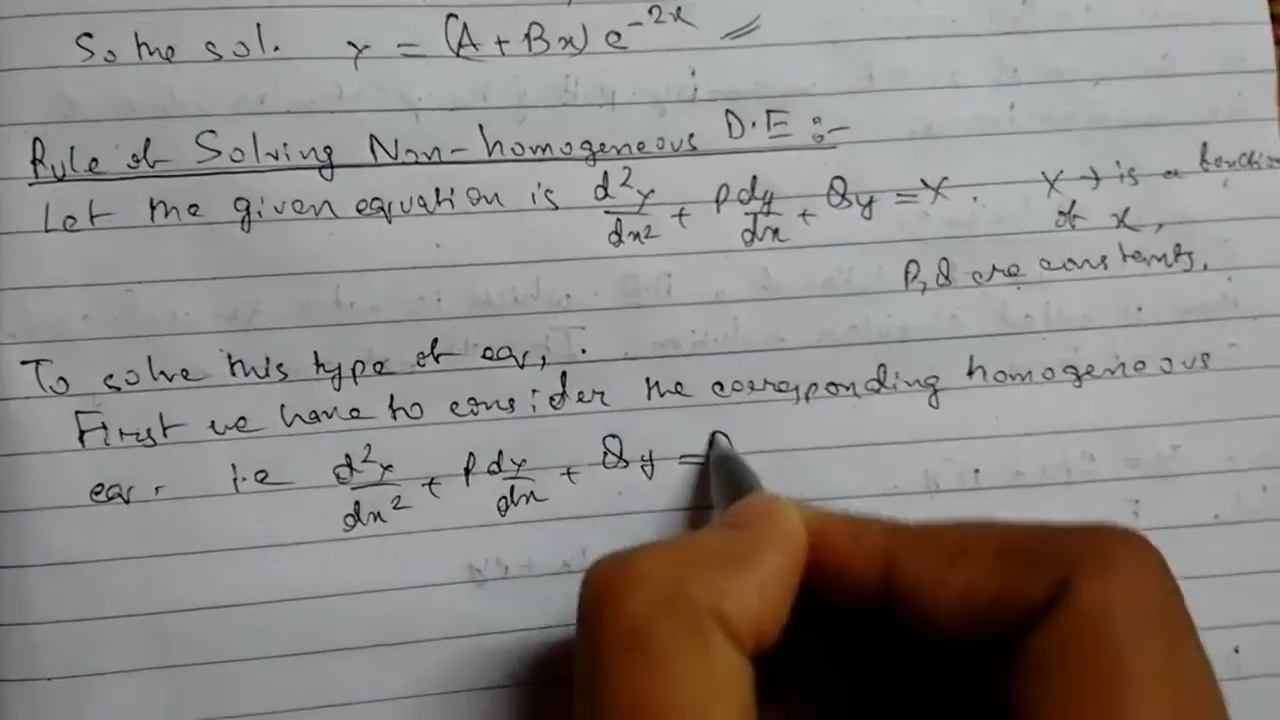 So the sol. y = (A + Bx) e^-2x
Rule of Solving Non-homogeneous D.E :-
Let the given equation is d²y/dx² + P dy/dx + Qy = X . X → is a function
of x,
P, Q are constants.
To solve this type of eqn, .
First we have to consider the corresponding homogeneous
eqn. i.e d²y/dx² + P dy/dx + Qy =